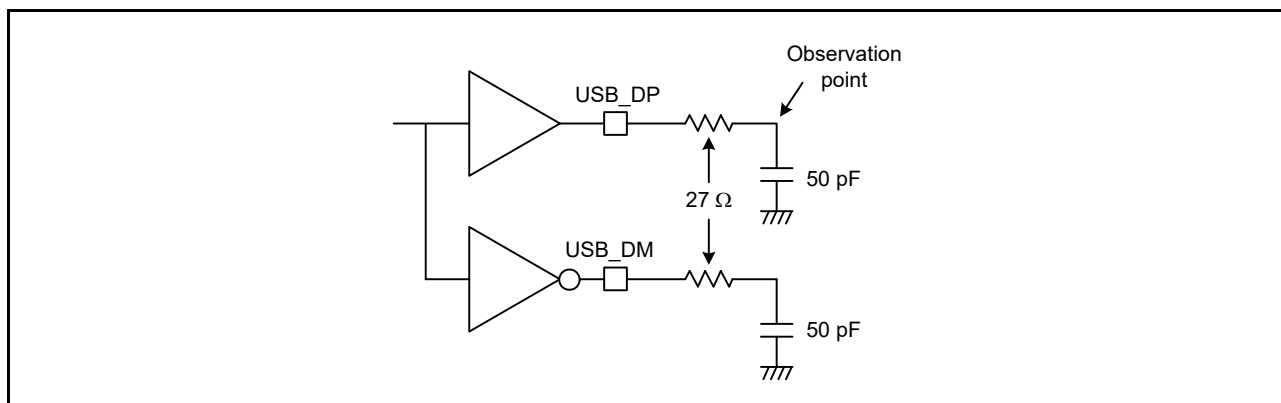 Observation
point
USB_DP
50 pF
27 Ω
USB_DM
50 pF